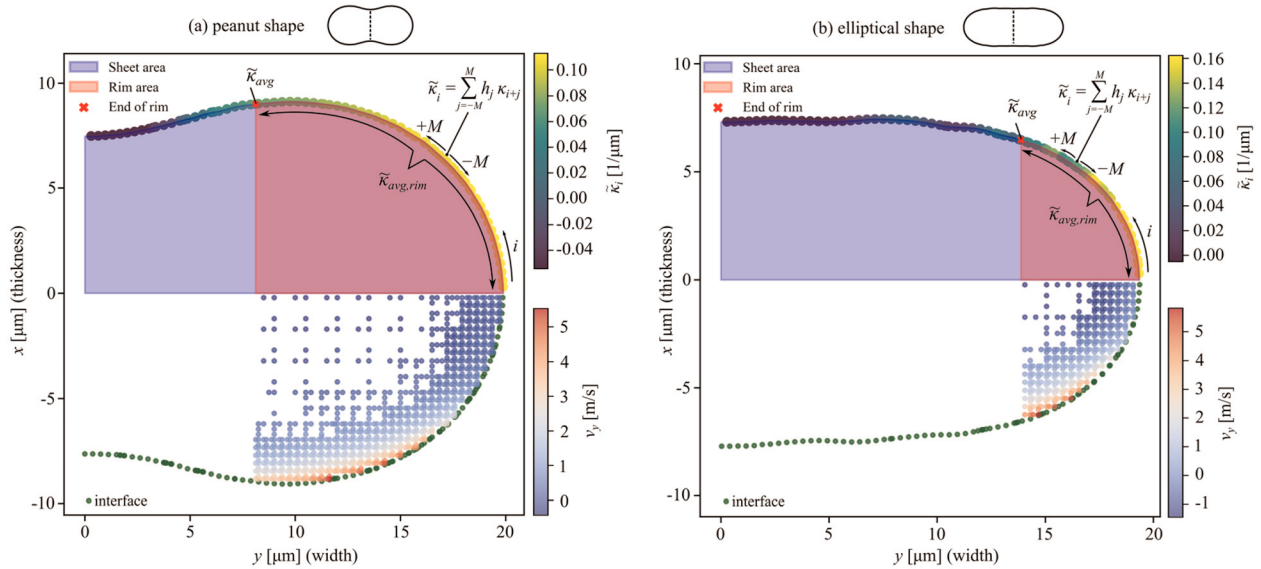 (a) peanut shape
Sheet area
Rim area
End of rim
κ̃avg
κ̃i = ∑ j=−M M hj κi+j
+M
−M
κ̃avg,rim
i
10
5
0
-5
-10
x [μm] (thickness)
0
5
10
15
20
y [μm] (width)
interface
0.10
0.08
0.06
0.04
0.02
0.00
-0.02
-0.04
κ̃i [1/μm]
5
4
3
2
1
0
vy [m/s]
(b) elliptical shape
Sheet area
Rim area
End of rim
κ̃avg
κ̃i = ∑ j=−M M hj κi+j
+M
−M
κ̃avg,rim
i
10
5
0
-5
-10
x [μm] (thickness)
0
5
10
15
20
y [μm] (width)
interface
0.16
0.14
0.12
0.10
0.08
0.06
0.04
0.02
0.00
κ̃i [1/μm]
5
4
3
2
1
0
-1
vy [m/s]